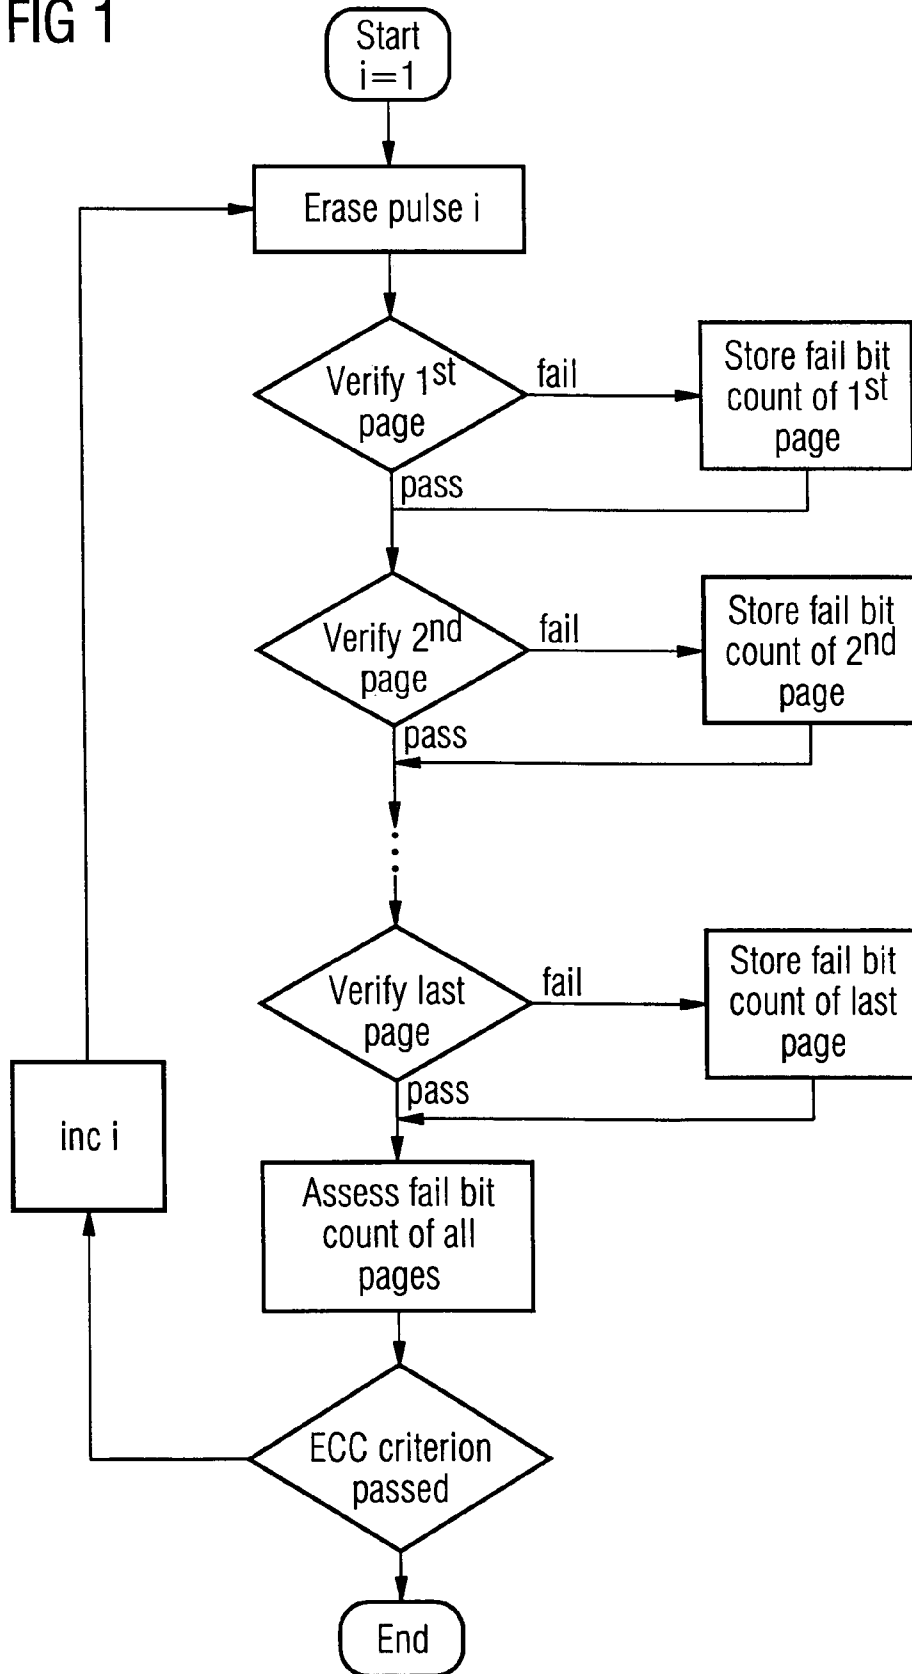 FIG 1
Start
i=1
Erase pulse i
Verify 1st
page
fail
Store fail bit
count of 1st
page
pass
Verify 2nd
page
fail
Store fail bit
count of 2nd
page
pass
Verify last
page
fail
Store fail bit
count of last
page
pass
inc i
Assess fail bit
count of all
pages
ECC criterion
passed
End